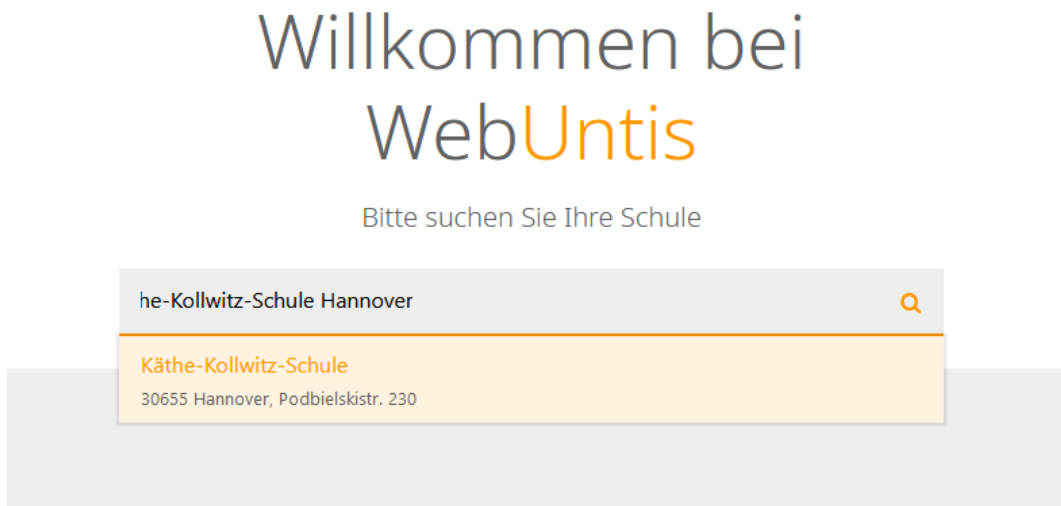 Willkommen bei
WebUntis
Bitte suchen Sie Ihre Schule
he-Kollwitz-Schule Hannover
Käthe-Kollwitz-Schule
30655 Hannover, Podbielskistr. 230